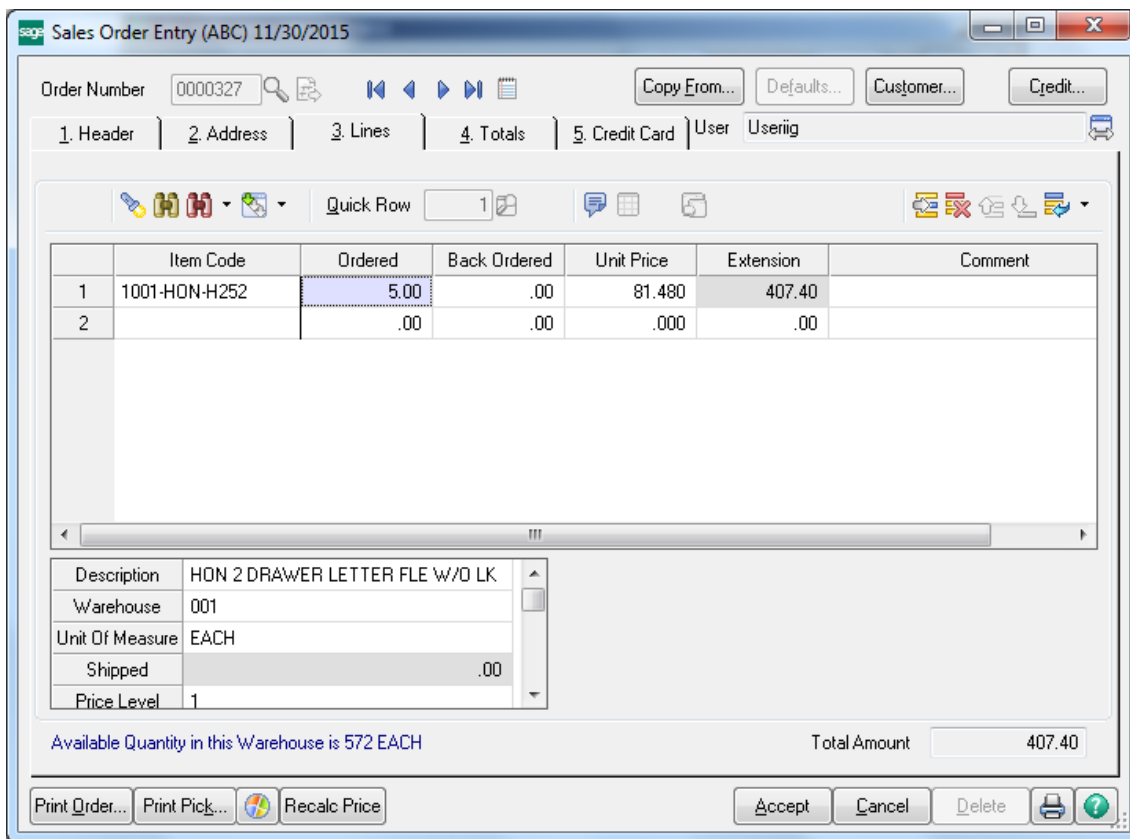 sage Sales Order Entry (ABC) 11/30/2015
Order Number 0000327 Copy From... Defaults... Customer... Credit...
1. Header 2. Address 3. Lines 4. Totals 5. Credit Card User Useriig
Quick Row 1
Item Code Ordered Back Ordered Unit Price Extension Comment
1 1001-HON-H252 5.00 .00 81.480 407.40
2 .00 .00 .000 .00
Description HON 2 DRAWER LETTER FLE W/O LK
Warehouse 001
Unit Of Measure EACH
Shipped .00
Price Level 1
Available Quantity in this Warehouse is 572 EACH Total Amount 407.40
Print Order... Print Pick... Recalc Price Accept Cancel Delete